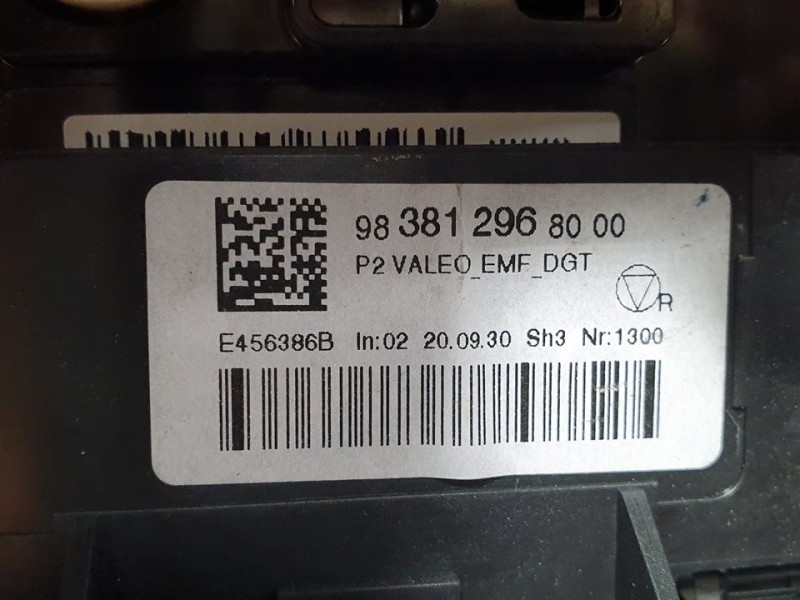 98 381 296 80 00
P2 VALEO_EMF_DGT
R
E456386B In:02 20.09.30 Sh3 Nr:1300